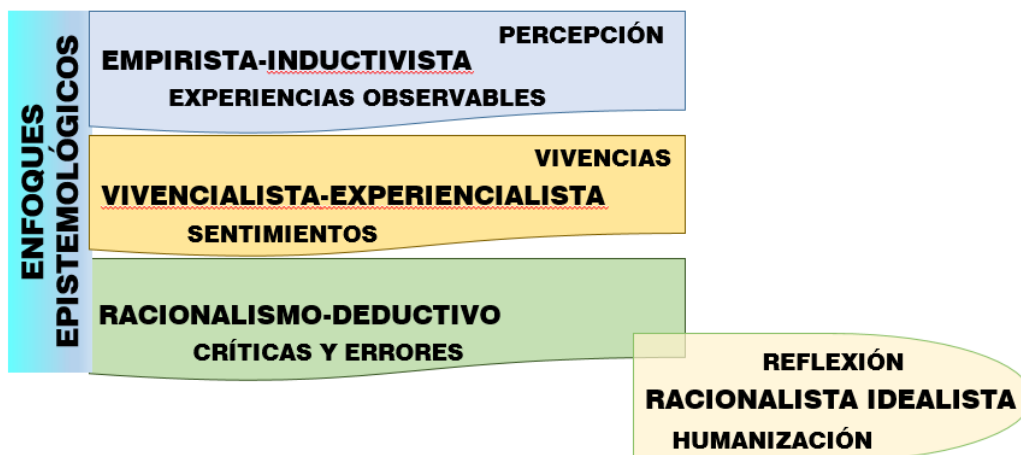 ENFOQUES
EPISTEMOLÓGICOS
PERCEPCIÓN
EMPIRISTA-INDUCTIVISTA
EXPERIENCIAS OBSERVABLES
VIVENCIAS
VIVENCIALISTA-EXPERIENCIALISTA
SENTIMIENTOS
RACIONALISMO-DEDUCTIVO
CRÍTICAS Y ERRORES
REFLEXIÓN
RACIONALISTA IDEALISTA
HUMANIZACIÓN